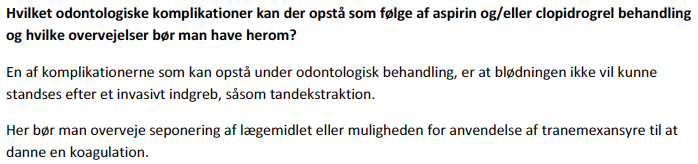 Hvilket odontologiske komplikationer kan der opstå som følge af aspirin og/eller clopidrogrel behandling
og hvilke overvejelser bør man have herom?
En af komplikationerne som kan opstå under odontologisk behandling, er at blødningen ikke vil kunne
standses efter et invasivt indgreb, såsom tandekstraktion.
Her bør man overveje seponering af lægemidlet eller muligheden for anvendelse af tranemexansyre til at
danne en koagulation.